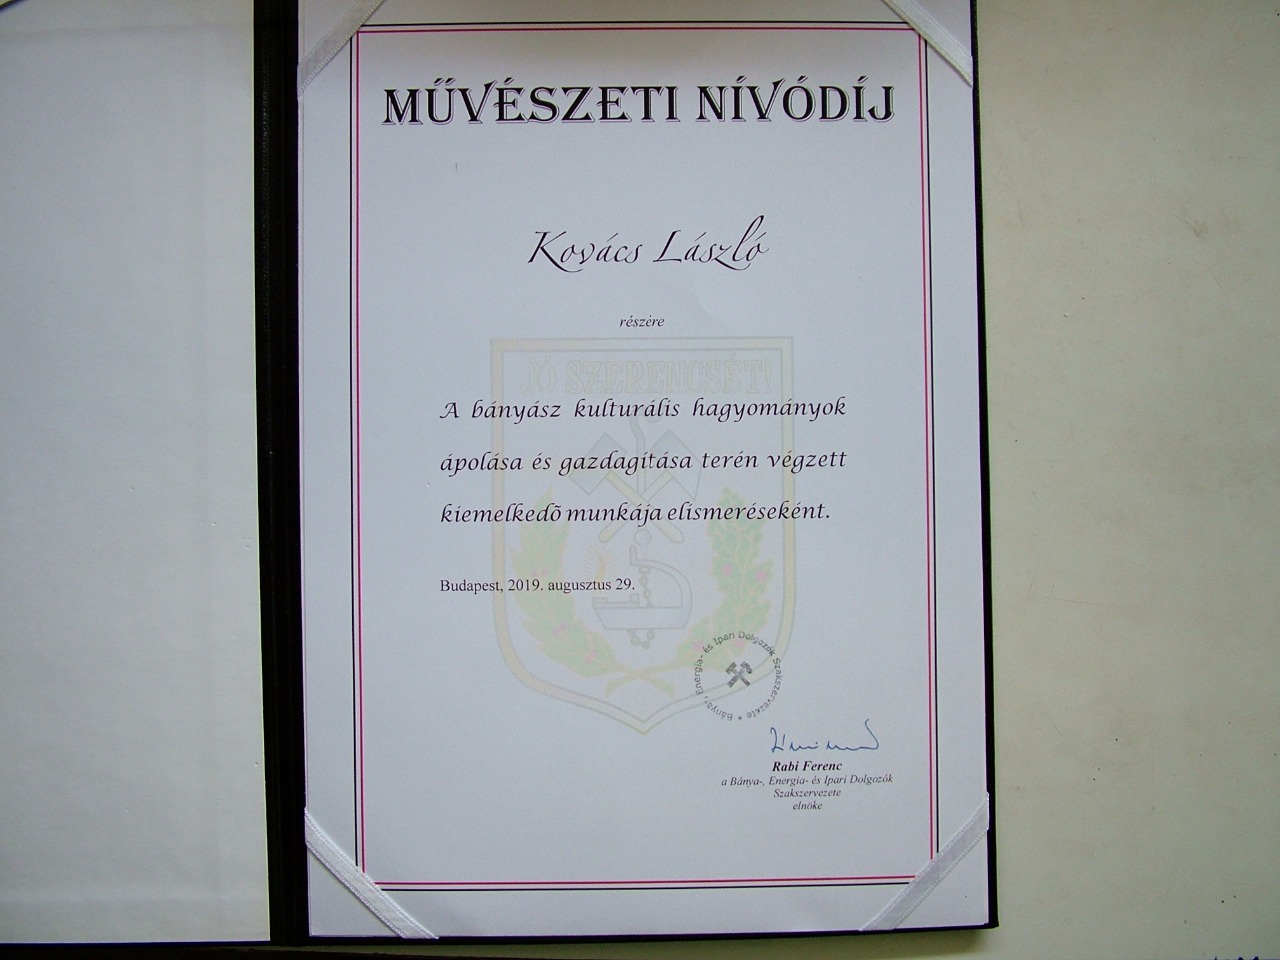 MŰVÉSZETI NÍVÓDÍJ
Kovács László
részére
JÓ SZERENCSÉT!
A bányász kulturális hagyományok
ápolása és gazdagítása terén végzett
kiemelkedõ munkája elismeréseként.
Budapest, 2019. augusztus 29.
Bánya-, Energia- és Ipari Dolgozók Szakszervezete *
Rabi Ferenc
a Bánya-, Energia- és Ipari Dolgozók
Szakszervezete
elnöke